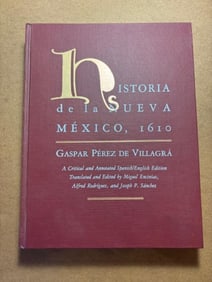 HISTORIA
de la NUEVA
MÉXICO, 1610
GASPAR PÉREZ DE VILLAGRÁ
A Critical and Annotated Spanish/English Edition
Translated and Edited by Miguel Encinias,
Alfred Rodríguez, and Joseph P. Sánchez